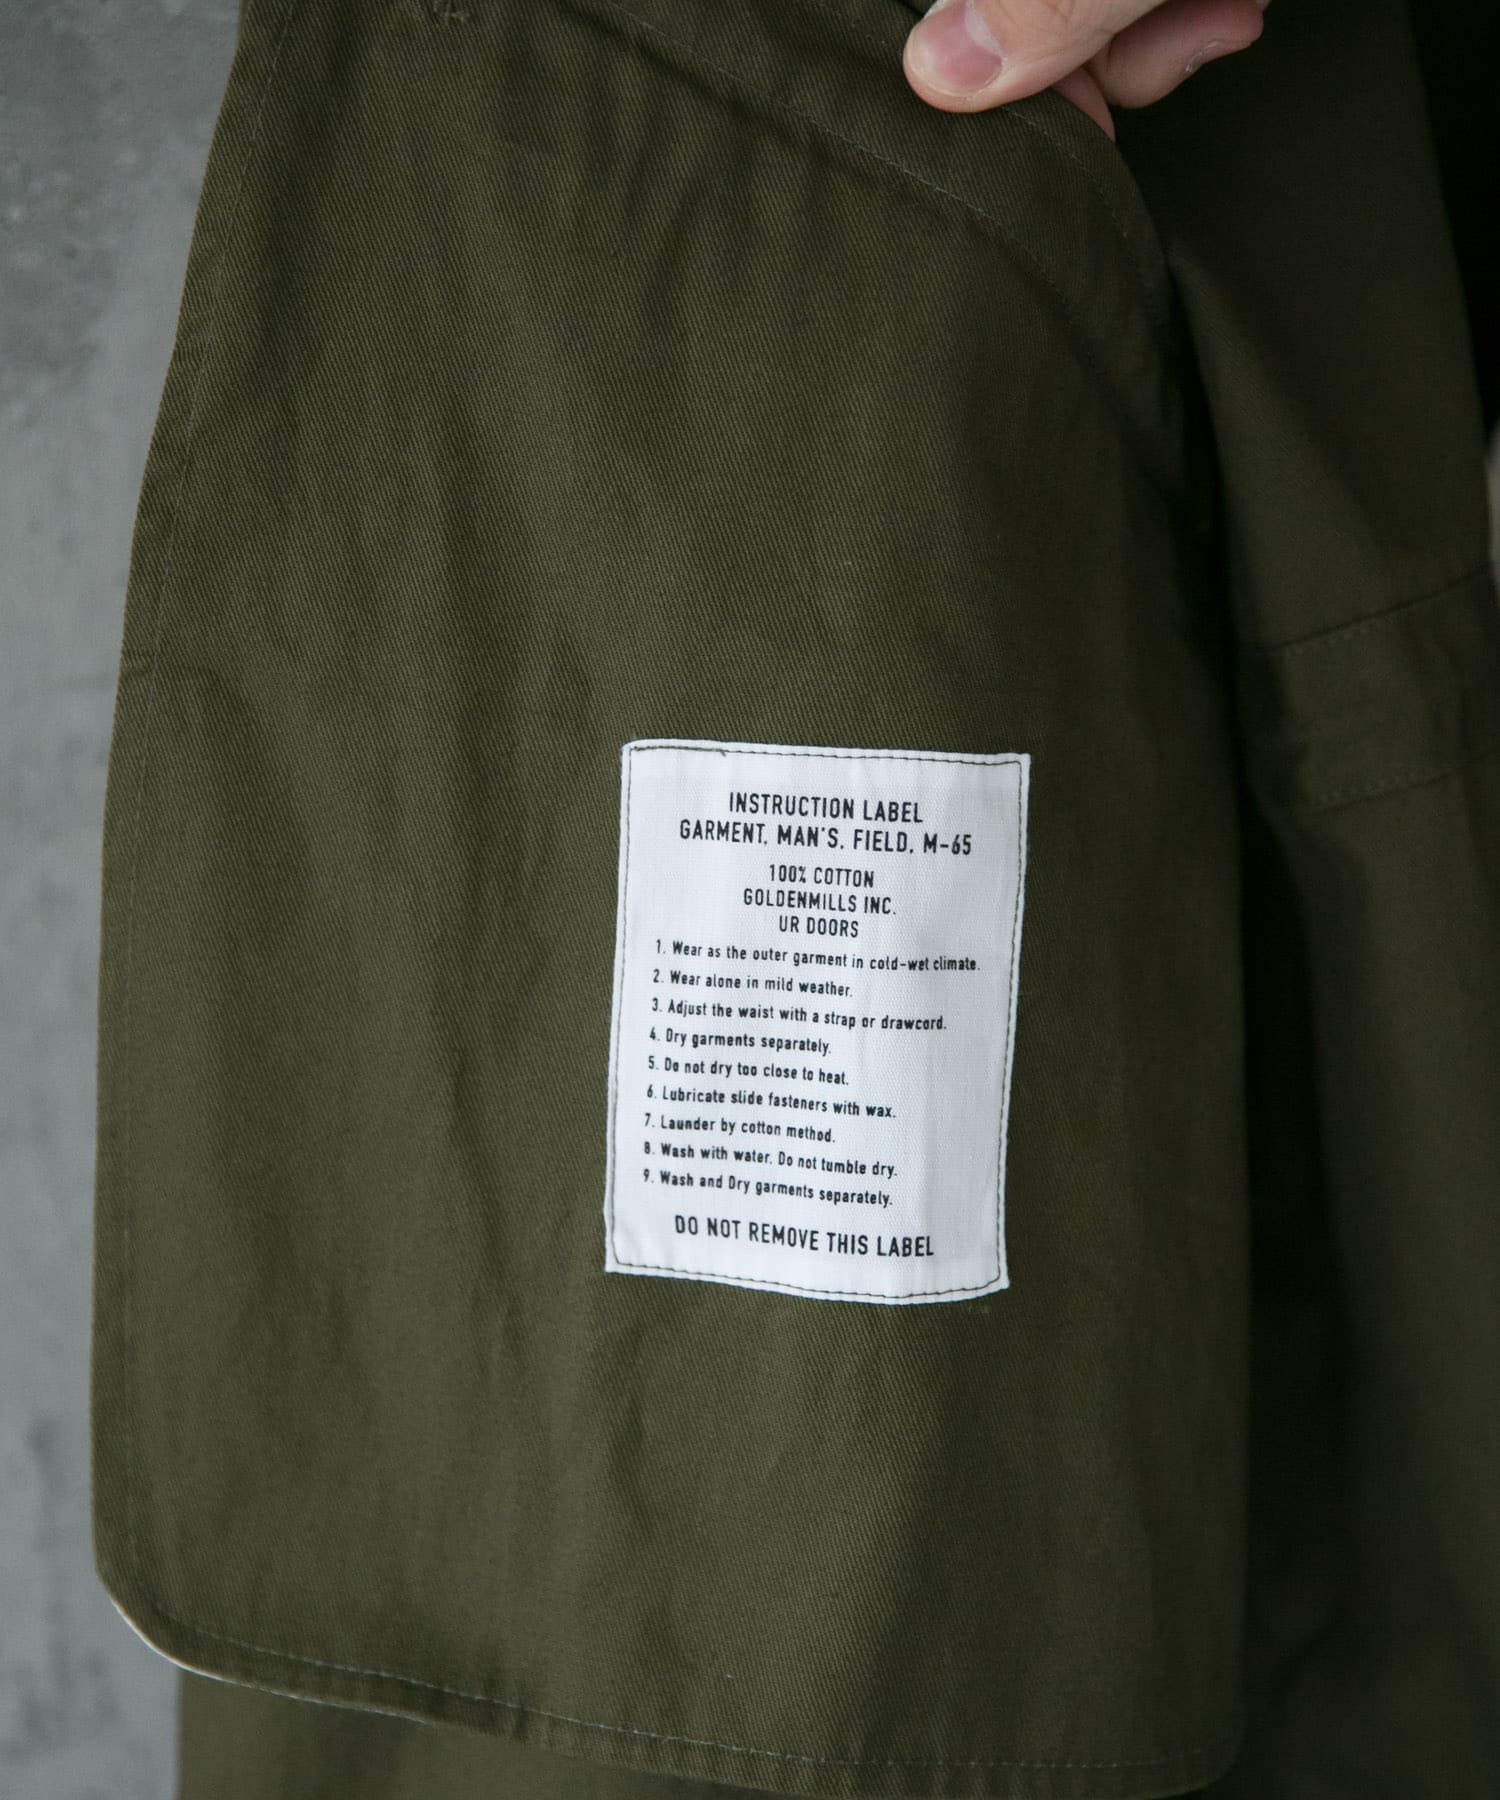 INSTRUCTION LABEL
GARMENT, MAN'S, FIELD, M-65
100% COTTON
GOLDENMILLS INC.
UR DOORS
1. Wear as the outer garment in cold-wet climate.
2. Wear alone in mild weather.
3. Adjust the waist with a strap or drawcord.
4. Dry garments separately.
5. Do not dry too close to heat.
6. Lubricate slide fasteners with wax.
7. Launder by cotton method.
8. Wash with water. Do not tumble dry.
9. Wash and Dry garments separately.
DO NOT REMOVE THIS LABEL